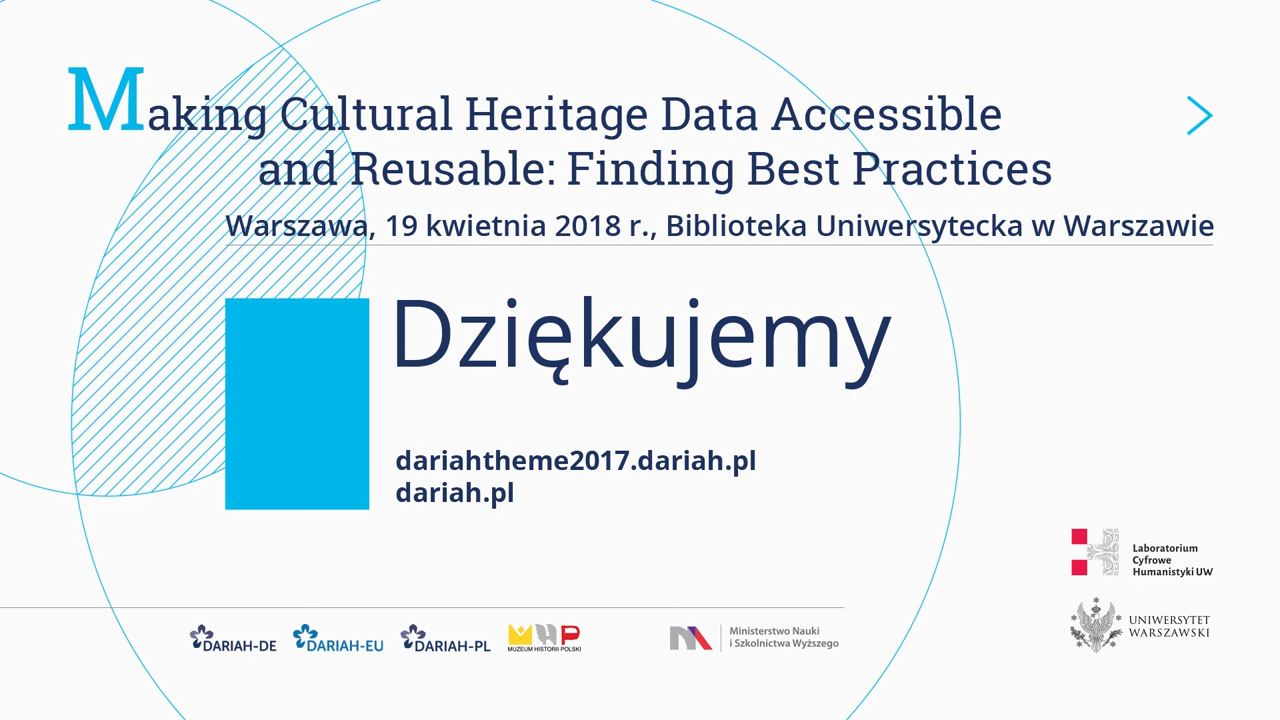 Making Cultural Heritage Data Accessible
and Reusable: Finding Best Practices
Warszawa, 19 kwietnia 2018 r., Biblioteka Uniwersytecka w Warszawie
Dziękujemy
dariahtheme2017.dariah.pl
dariah.pl
Laboratorium
Cyfrowe
Humanistyki UW
DARIAH-DE
DARIAH-EU
DARIAH-PL
MHP
MUZEUM HISTORII POLSKI
Ministerstwo Nauki
i Szkolnictwa Wyższego
UNIWERSYTET
WARSZAWSKI